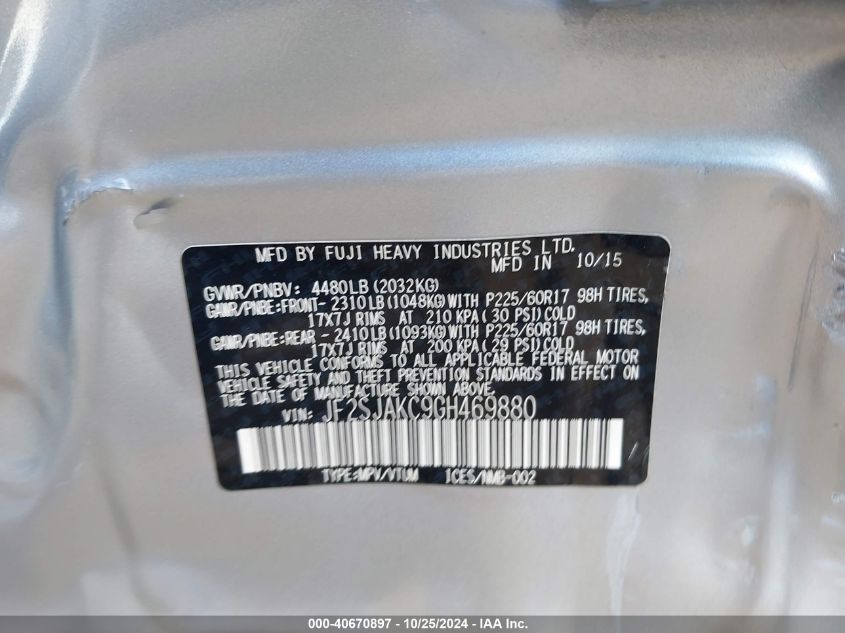 MFD BY FUJI HEAVY INDUSTRIES LTD.
MFD IN 10/15
GVWR/PNBV: 4480LB(2032KG)
GAWR/PNBE:FRONT- 2310LB(1048KG)WITH P225/60R17 98H TIRES,
17X7J RIMS AT 210 KPA(30 PSI)COLD
GAWR/PNBE:REAR - 2410LB(1093KG)WITH P225/60R17 98H TIRES,
17X7J RIMS AT 200 KPA(29 PSI)COLD
THIS VEHICLE CONFORMS TO ALL APPLICABLE FEDERAL MOTOR
VEHICLE SAFETY AND THEFT PREVENTION STANDARDS IN EFFECT ON
THE DATE OF MANUFACTURE SHOWN ABOVE.
VIN: JF2SJAKC9GH469880
TYPE:MPV/VTUM ICES/NMB-002
000-40670897 - 10/25/2024 - © IAA, Inc.